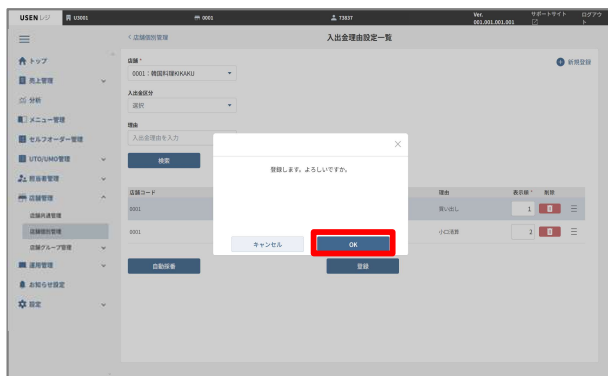 USEN レジ
U3001
0001
73837
Ver.
001.001.001.001
サポートサイト
ログアウト
トップ
売上管理
分析
メニュー管理
セルフオーダー管理
UTO/UMO管理
担当者管理
店舗管理
店舗共通管理
店舗個別管理
店舗グループ管理
運用管理
お知らせ設定
設定
< 店舗個別管理
入出金理由設定一覧
新規登録
店舗 *
0001：韓国料理KIKAKU
入出金区分
選択
理由
入出金理由を入力
検索
店舗コード
理由
表示順 *
削除
0001
買い出し
1
0001
小口清算
2
自動採番
登録
登録します。よろしいですか。
キャンセル
OK